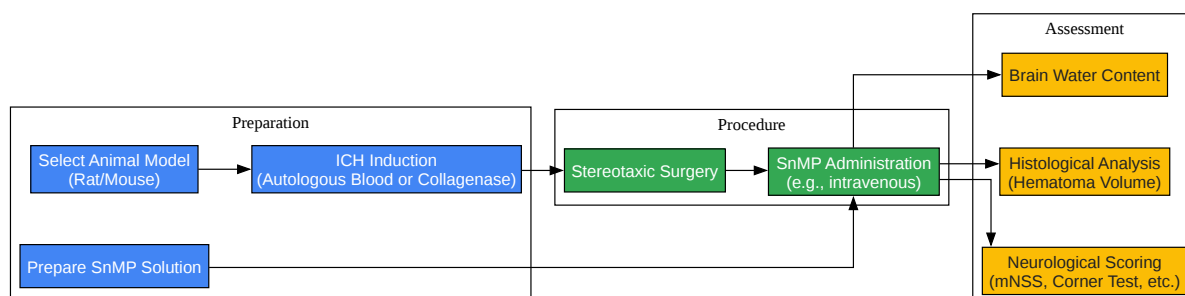 Assessment
Brain Water Content
Preparation
Procedure
Select Animal Model
(Rat/Mouse)
ICH Induction
(Autologous Blood or Collagenase)
Stereotaxic Surgery
SnMP Administration
(e.g., intravenous)
Histological Analysis
(Hematoma Volume)
Prepare SnMP Solution
Neurological Scoring
(mNSS, Corner Test, etc.)